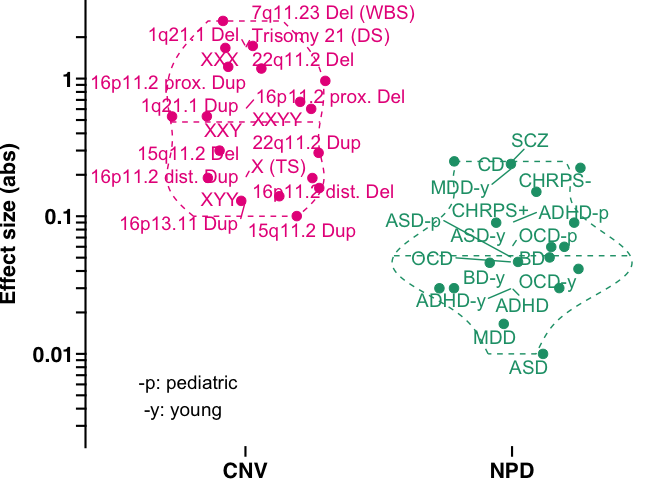 7q11.23 Del (WBS)
1q21.1 Del
Trisomy 21 (DS)
XXX
22q11.2 Del
1
16p11.2 prox. Dup
16p11.2 prox. Del
1q21.1 Dup
XXYY
XXY
22q11.2 Dup
15q11.2 Del
X (TS)
16p11.2 dist. Dup
16p11.2 dist. Del
XYY
16p13.11 Dup
15q11.2 Dup
SCZ
CD
MDD-y
CHRPS-
CHRPS+
ADHD-p
ASD-p
ASD-y
OCD-p
OCD
BD
BD-y
OCD-y
ADHD-y
ADHD
MDD
ASD
0.1
0.01
Effect size (abs)
-p: pediatric
-y: young
CNV
NPD